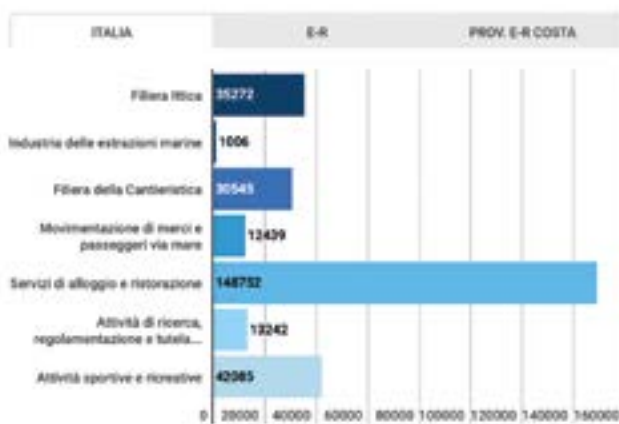 ITALIA E-R PROV. E-R COSTA
Filiera Ittica 35272
Industria delle estrazioni marine 1006
Filiera della Cantieristica 30545
Movimentazione di merci e
passeggeri via mare 12439
Servizi di alloggio e ristorazione 148752
Attività di ricerca,
regolamentazione e tutela... 13242
Attività sportive e ricreative 42085
0 20000 40000 60000 80000 100000 120000 140000 160000